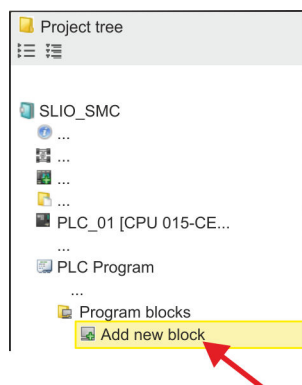 Project tree
SLIO_SMC
...
...
...
...
PLC_01 [CPU 015-CE...
...
PLC Program
...
Program blocks
Add new block